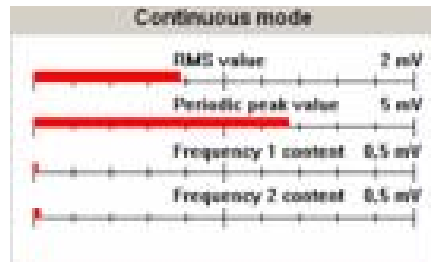 Continuous mode
RMS value 2 mV
Periodic peak value 5 mV
Frequency 1 content 0,5 mV
Frequency 2 content 0,5 mV